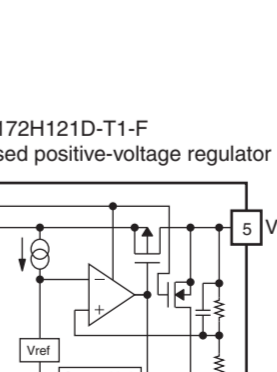 172H121D-T1-F
sed positive-voltage regulator
5 V
−
+
Vref